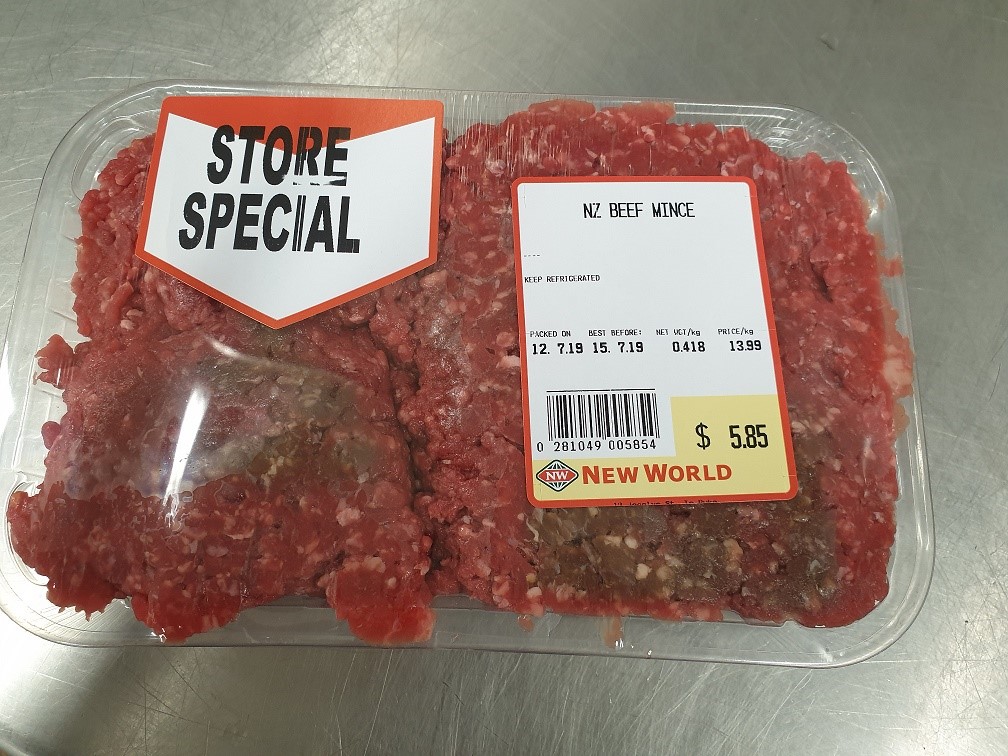 STORE
SPECIAL
NZ BEEF MINCE
----
KEEP REFRIGERATED
PACKED ON BEST BEFORE: NET WGT/kg PRICE/kg
12. 7.19 15. 7.19 0.418 13.99
0 281049 005854
$ 5.85
NW NEW WORLD